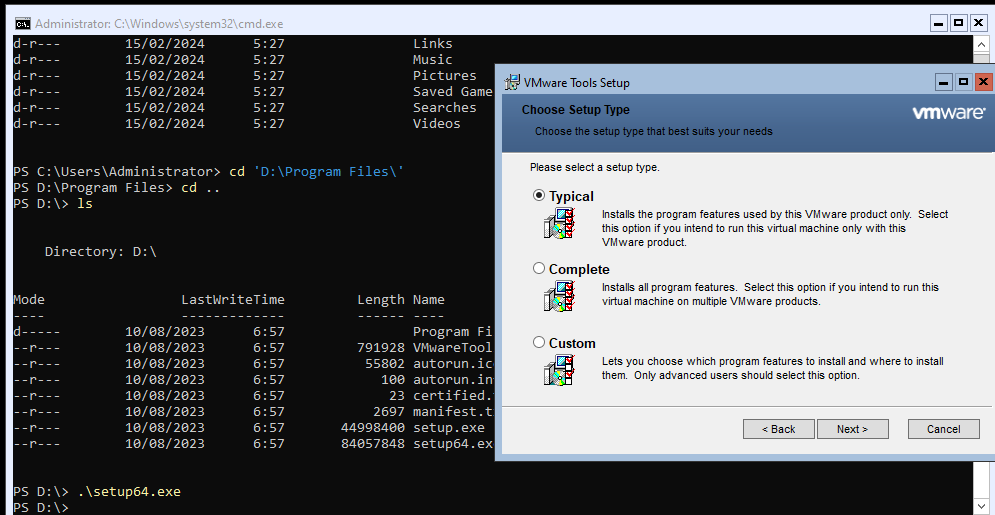 Administrator: C:\Windows\system32\cmd.exe
d-r--- 15/02/2024 5:27 Links
d-r--- 15/02/2024 5:27 Music
d-r--- 15/02/2024 5:27 Pictures
d-r--- 15/02/2024 5:27 Saved Game
d-r--- 15/02/2024 5:27 Searches
d-r--- 15/02/2024 5:27 Videos
PS C:\Users\Administrator> cd 'D:\Program Files\'
PS D:\Program Files> cd ..
PS D:\> ls
Directory: D:\
Mode LastWriteTime Length Name
---- ------------- ------ ----
d----- 10/08/2023 6:57 Program Fi
--r--- 10/08/2023 6:57 791928 VMwareTool
--r--- 10/08/2023 6:57 55802 autorun.ic
--r--- 10/08/2023 6:57 100 autorun.in
--r--- 10/08/2023 6:57 23 certified.
--r--- 10/08/2023 6:57 2697 manifest.t
--r--- 10/08/2023 6:57 44998400 setup.exe
--r--- 10/08/2023 6:57 84057848 setup64.ex
PS D:\> .\setup64.exe
PS D:\>
VMware Tools Setup
Choose Setup Type
Choose the setup type that best suits your needs
vmware
Please select a setup type.
Typical
Installs the program features used by this VMware product only. Select
this option if you intend to run this virtual machine only with this
VMware product.
Complete
Installs all program features. Select this option if you intend to run this
virtual machine on multiple VMware products.
Custom
Lets you choose which program features to install and where to install
them. Only advanced users should select this option.
< Back
Next >
Cancel